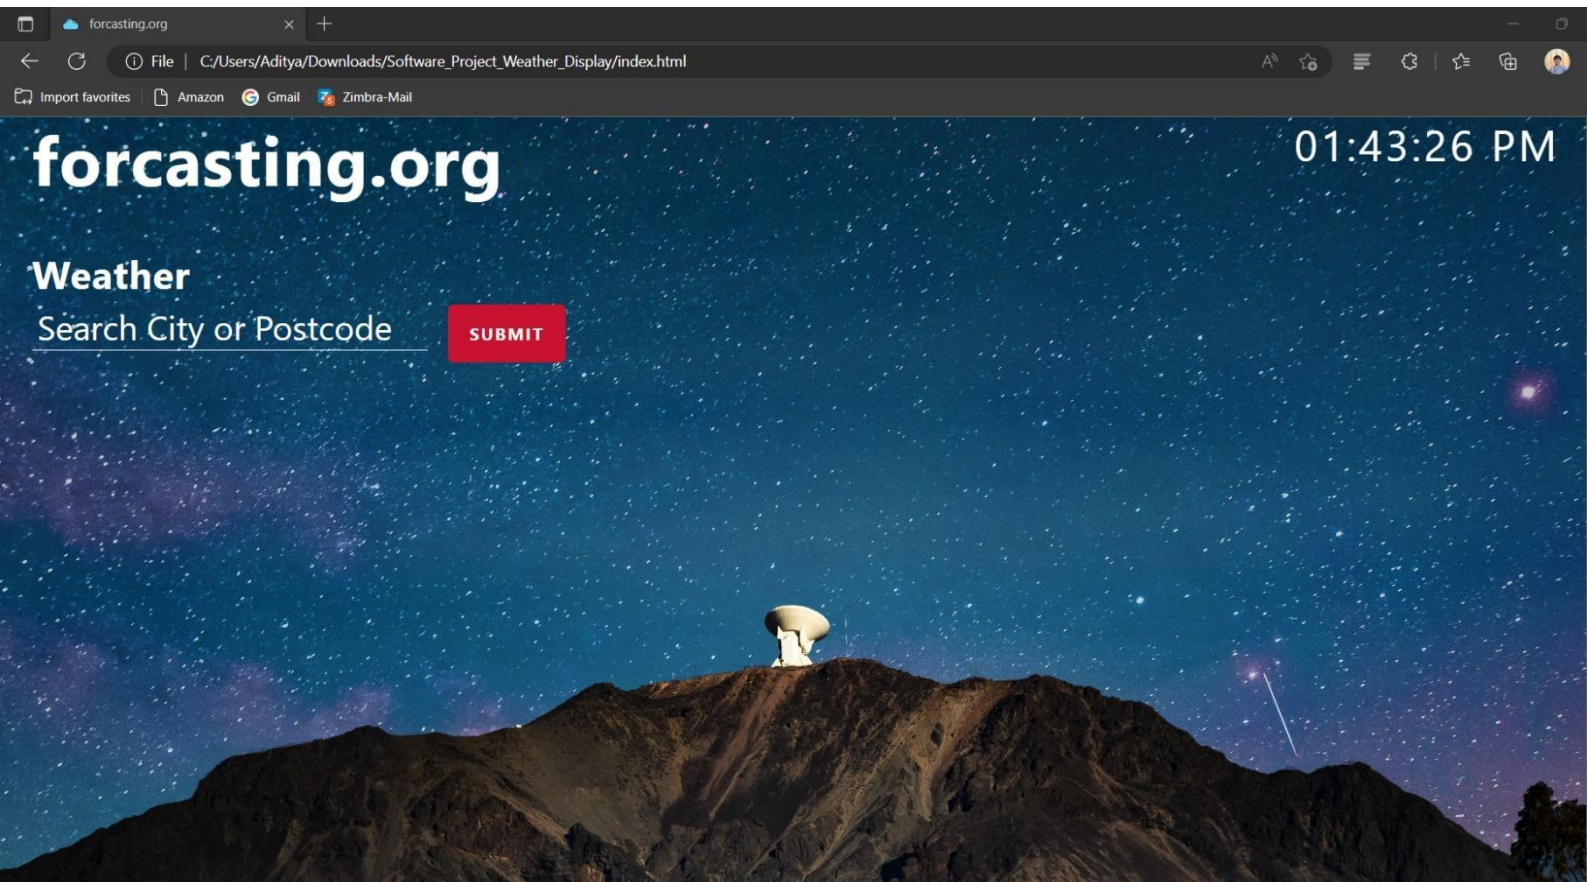 forcasting.org
File | C:/Users/Aditya/Downloads/Software_Project_Weather_Display/index.html
Import favorites Amazon Gmail Zimbra-Mail
forcasting.org
01:43:26 PM
Weather
Search City or Postcode
SUBMIT